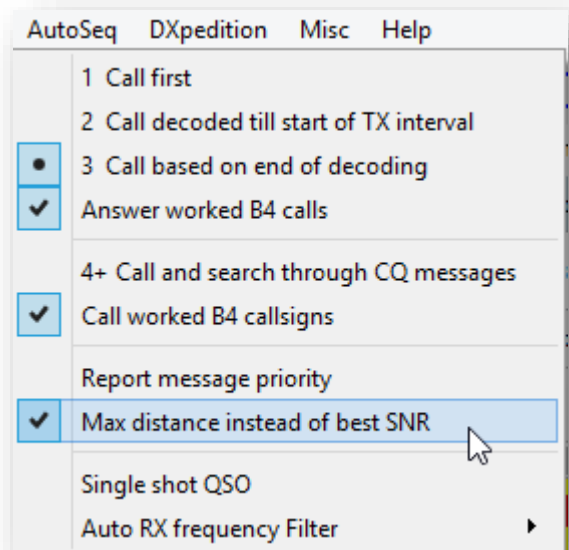 AutoSeq DXpedition Misc Help
1 Call first
2 Call decoded till start of TX interval
3 Call based on end of decoding
Answer worked B4 calls
4+ Call and search through CQ messages
Call worked B4 callsigns
Report message priority
Max distance instead of best SNR
Single shot QSO
Auto RX frequency Filter